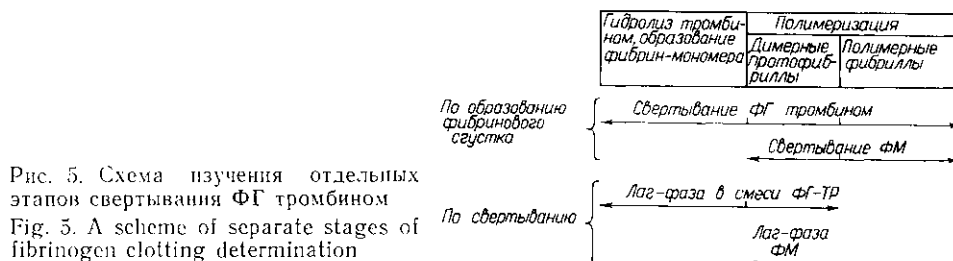 Гидролиз тромби-
ном, образование
фибрин-мономера
Полимеризация
Димерные
протофиб-
риллы
Полимерные
фибриллы
По образованию
фибринового
сгустка
Свертывание ФГ тромбином
Свертывание ФМ
По свертыванию
Лаг-фаза в смеси ФГ-ТР
Лаг-фаза
ФМ
Рис. 5. Схема изучения отдельных
этапов свертывания ФГ тромбином
Fig. 5. A scheme of separate stages of
fibrinogen clotting determination